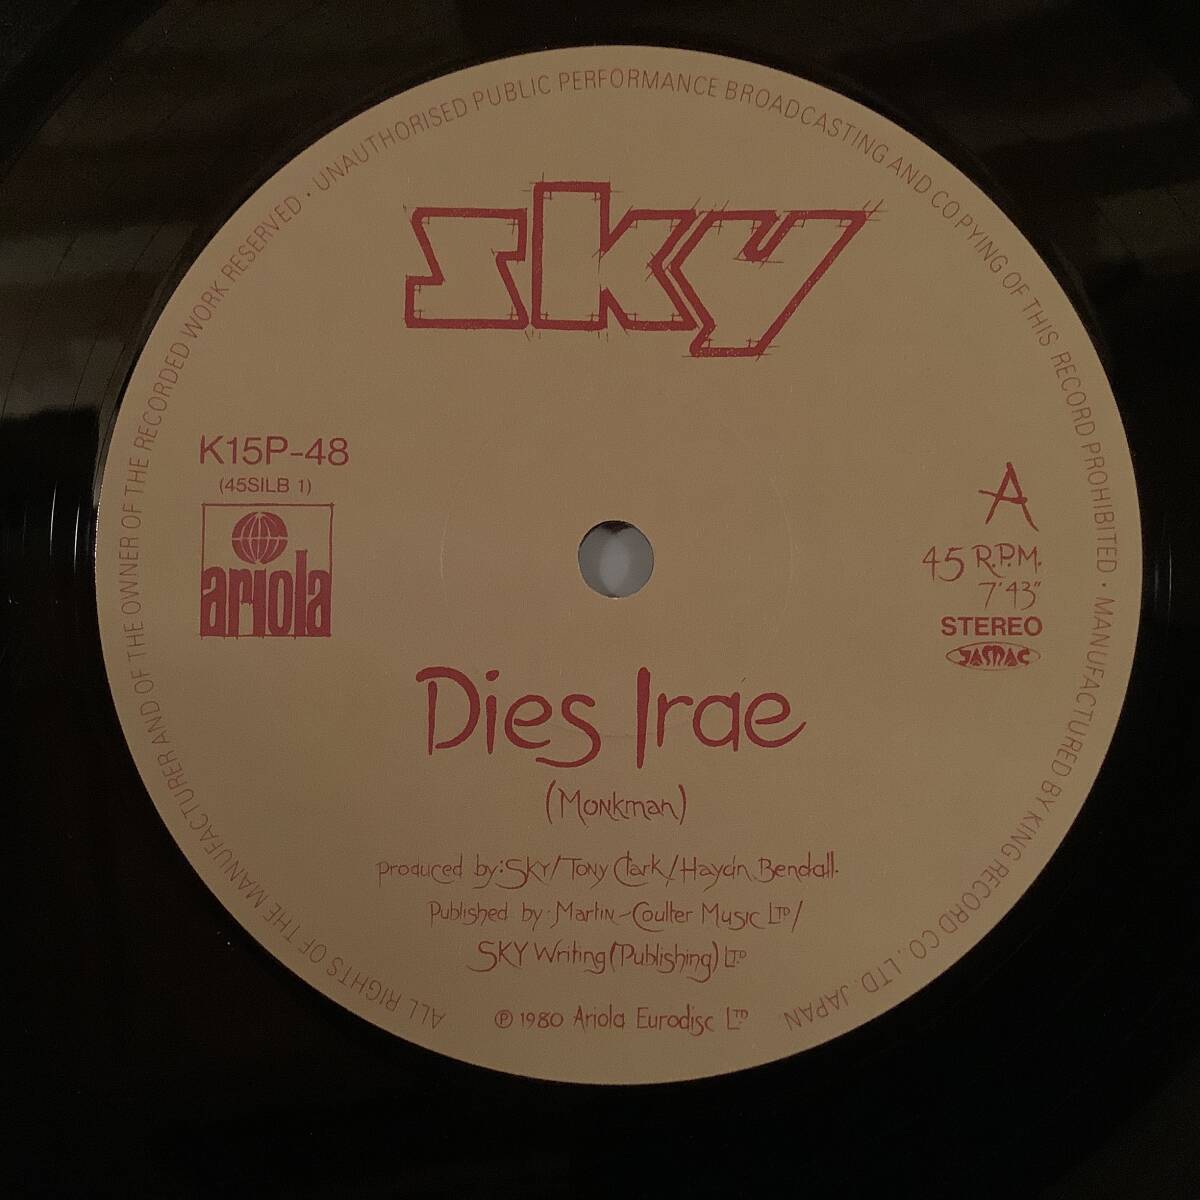 ALL RIGHTS OF THE MANUFACTURER AND OF THE OWNER OF THE RECORDED WORK RESERVED · UNAUTHORISED PUBLIC PERFORMANCE BROADCASTING AND COPYING OF THIS RECORD PROHIBITED · MANUFACTURED BY KING RECORD CO., LTD. JAPAN
sky
K15P-48
(45SILB 1)
ariola
A
45 R.P.M.
7'43"
STEREO
JASRAC
Dies Irae
(Monkman)
produced by: SKY/Tony Clark/Haydn Bendall.
Published by: Martin-Coulter Music LTD/
SKY Writing (Publishing) LTD
℗ 1980 Ariola Eurodisc LTD